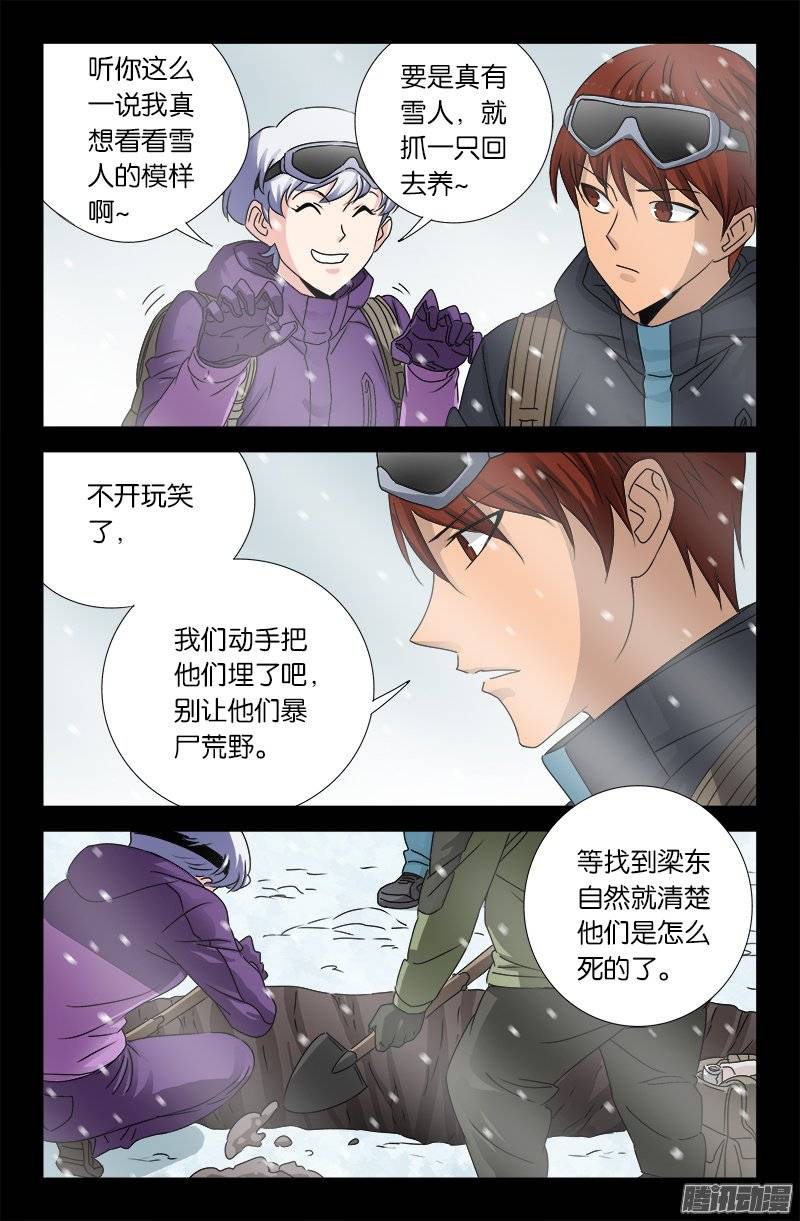 听你这么
一说我真
想看看雪
人的模样
啊~
要是真有
雪人，就
抓一只回
去养~
不开玩笑
了，
我们动手把
他们埋了吧，
别让他们暴
尸荒野。
等找到梁东
自然就清楚
他们是怎么
死的了。
腾讯动漫